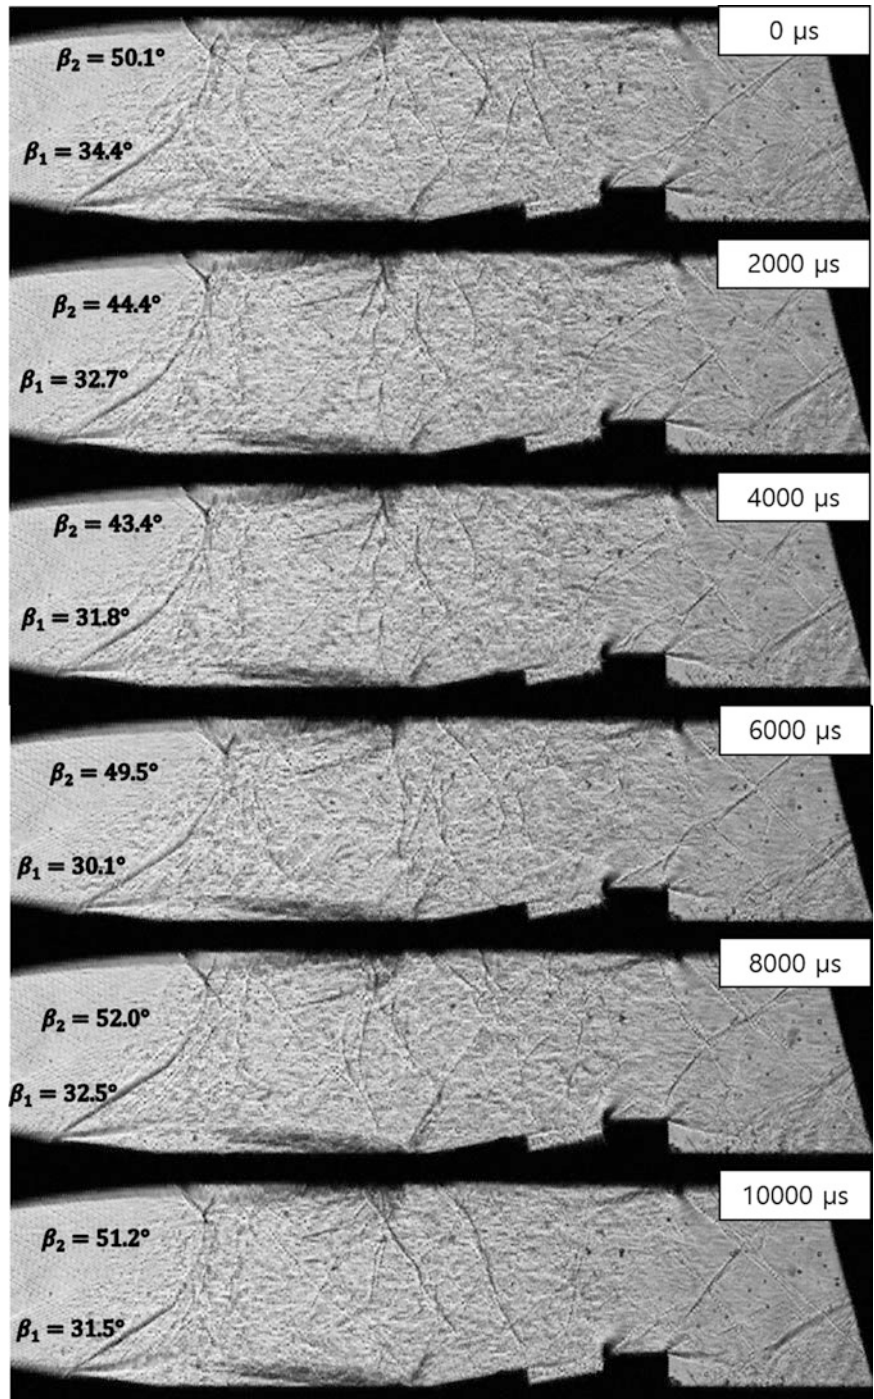 0 μs
β₂ = 50.1°
β₁ = 34.4°
2000 μs
β₂ = 44.4°
β₁ = 32.7°
4000 μs
β₂ = 43.4°
β₁ = 31.8°
6000 μs
β₂ = 49.5°
β₁ = 30.1°
8000 μs
β₂ = 52.0°
β₁ = 32.5°
10000 μs
β₂ = 51.2°
β₁ = 31.5°